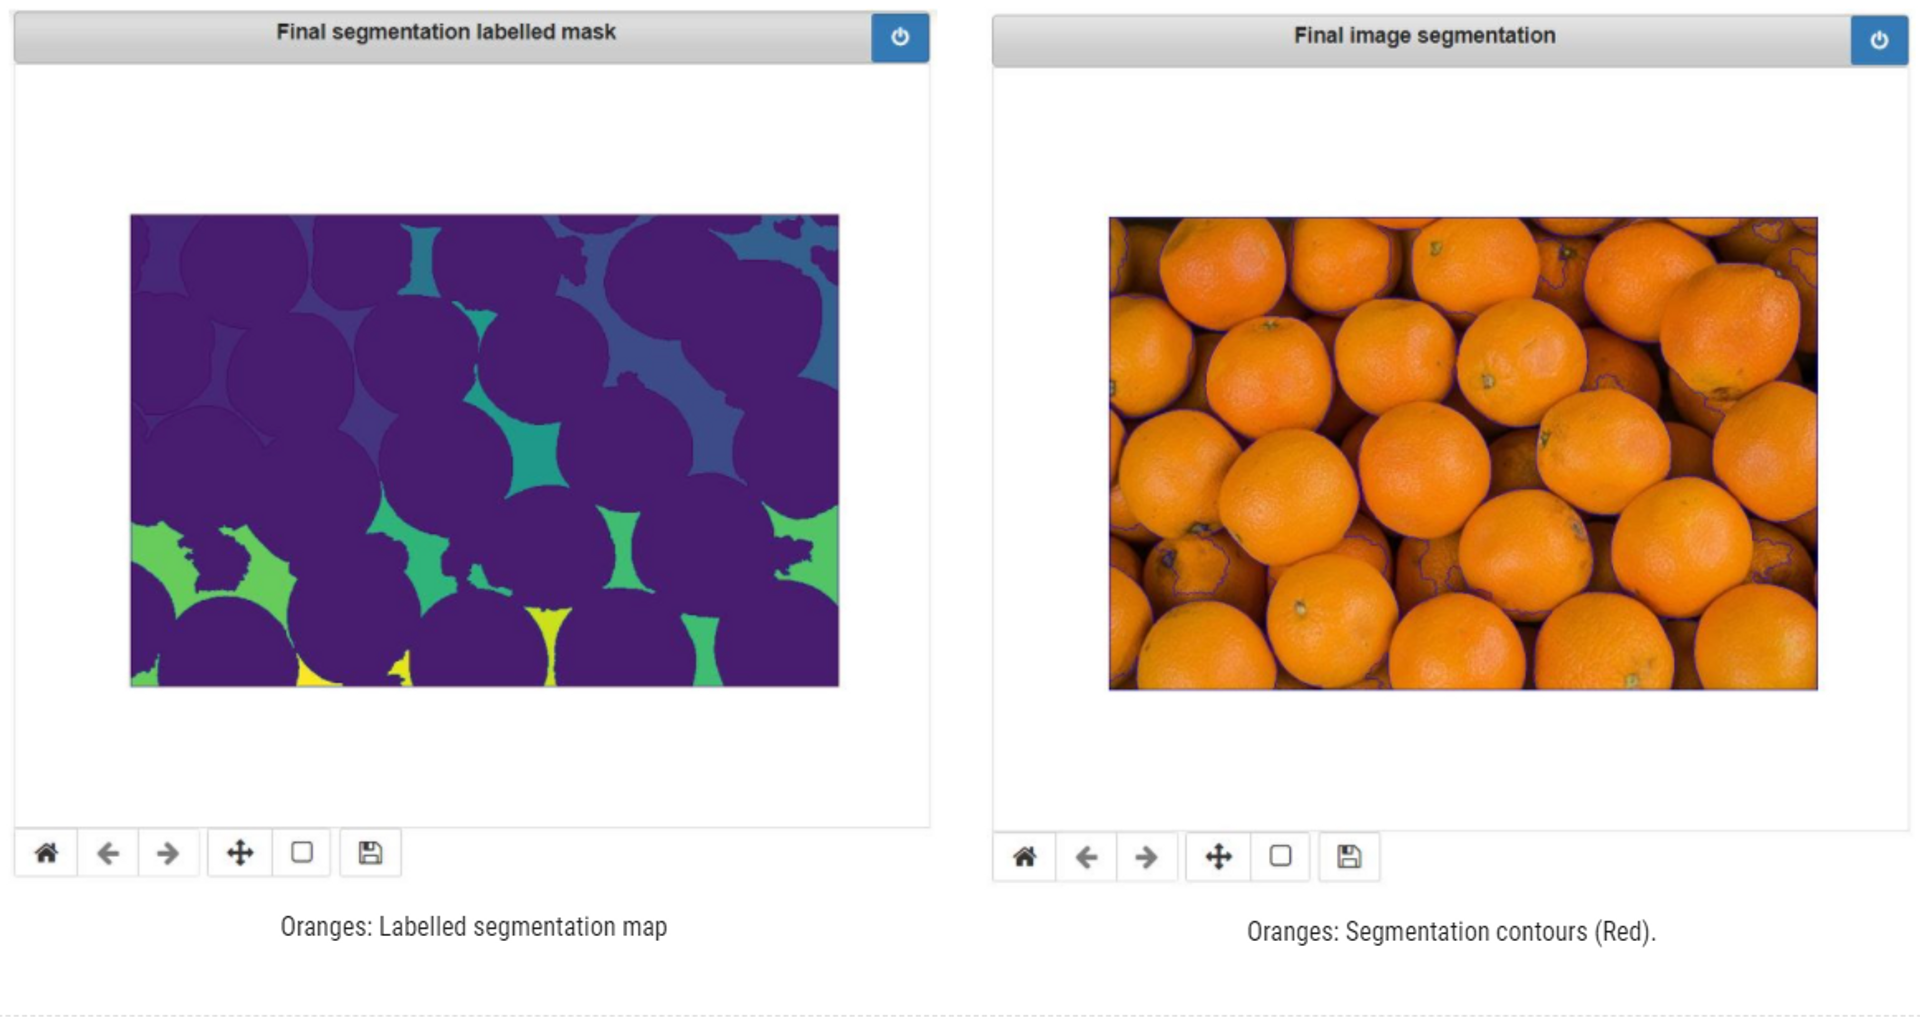 Final segmentation labelled mask
Final image segmentation
Oranges: Labelled segmentation map
Oranges: Segmentation contours (Red).